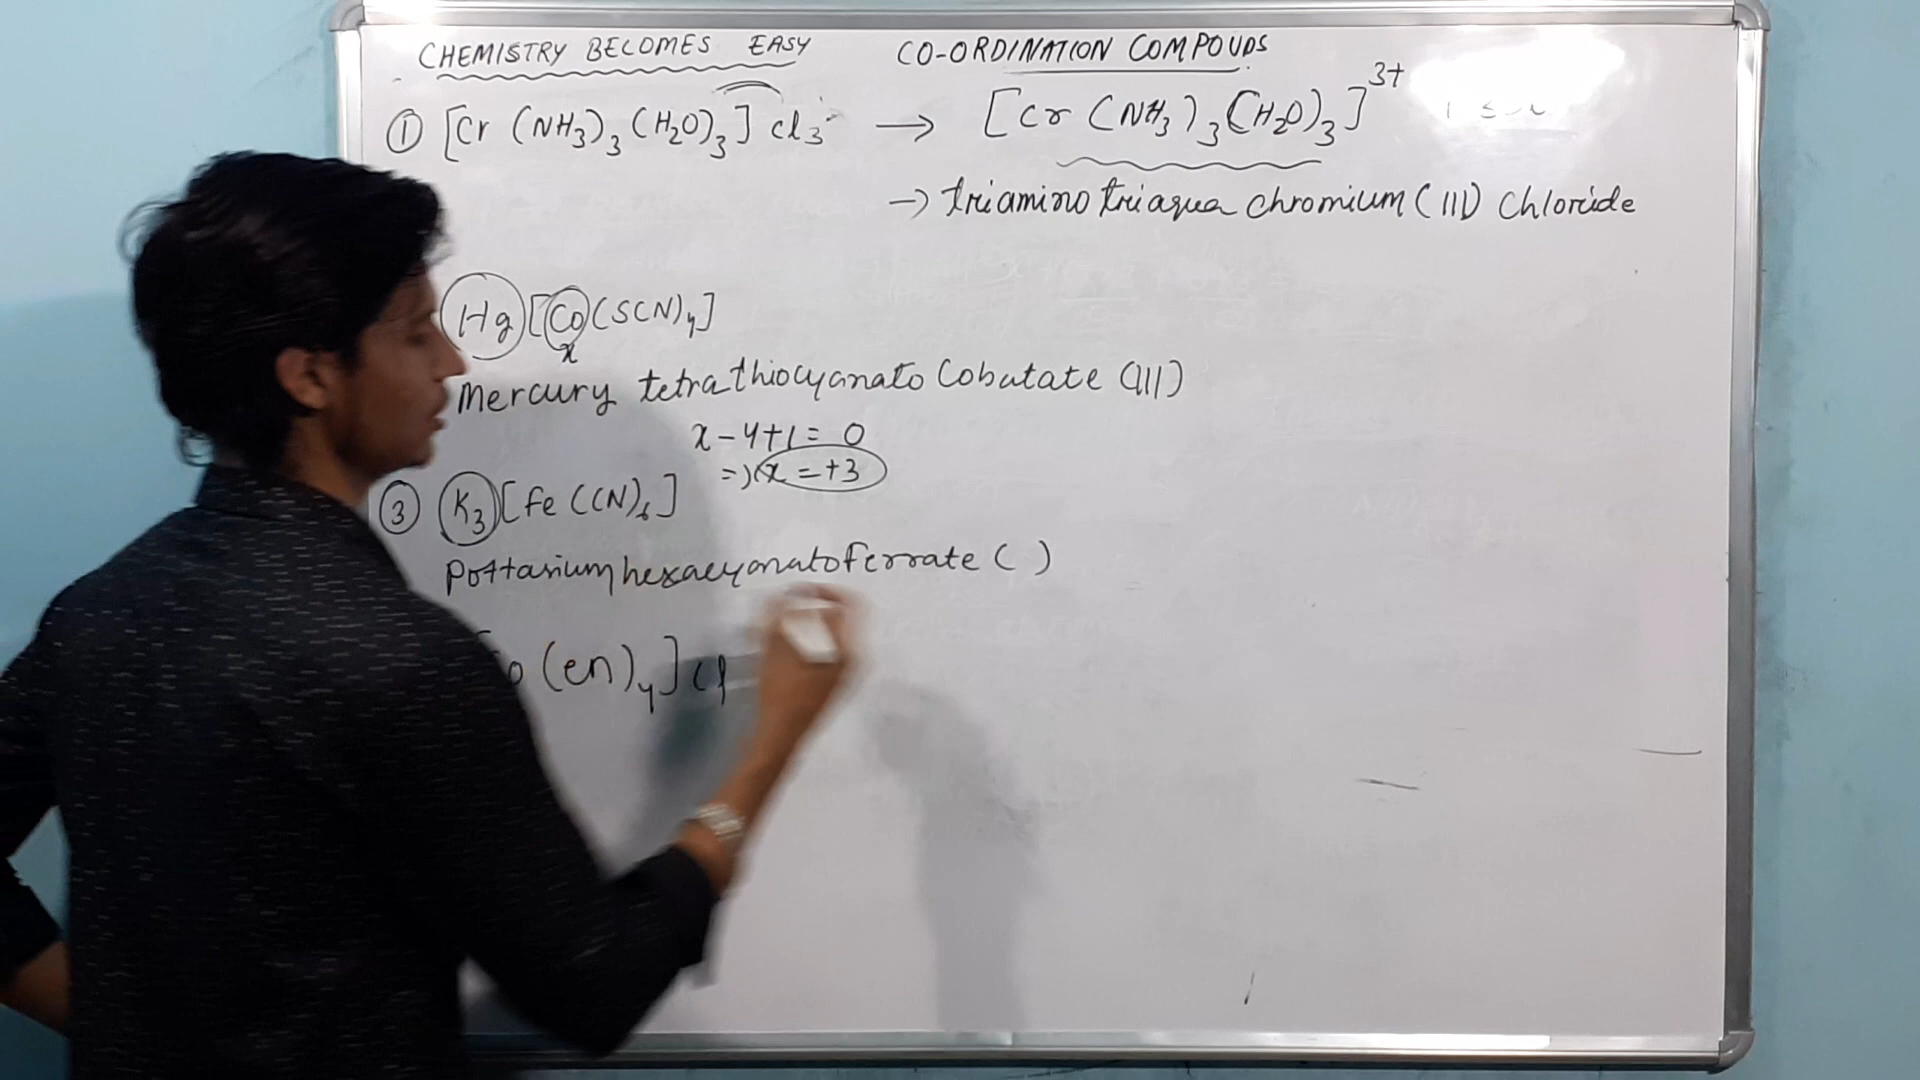 CHEMISTRY BECOMES EASY
CO-ORDINATION COMPOUDS
① [Cr (NH₃)₃ (H₂O)₃] Cl₃ → [Cr (NH₃)₃(H₂O)₃]³⁺
→ triamino triaqua chromium (III) Chloride
Hg [Co(SCN)₄]
x
Mercury tetrathiocyanato Cobutate (III)
x - 4 + 1 = 0
=) x = +3
③ K₃ [Fe (CN)₆]
Pottasium hexacyanatoferrate ( )
(en)₄] Cl